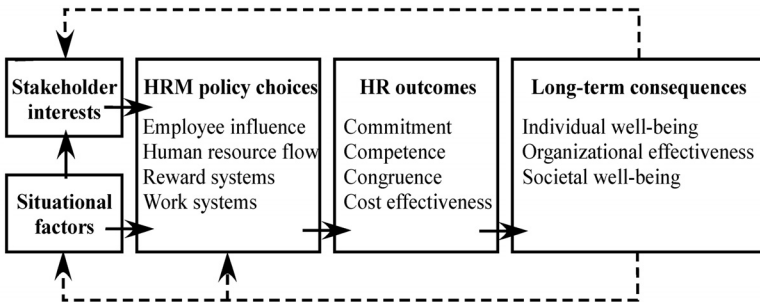 Stakeholder
interests
Situational
factors
HRM policy choices
Employee influence
Human resource flow
Reward systems
Work systems
HR outcomes
Commitment
Competence
Congruence
Cost effectiveness
Long-term consequences
Individual well-being
Organizational effectiveness
Societal well-being